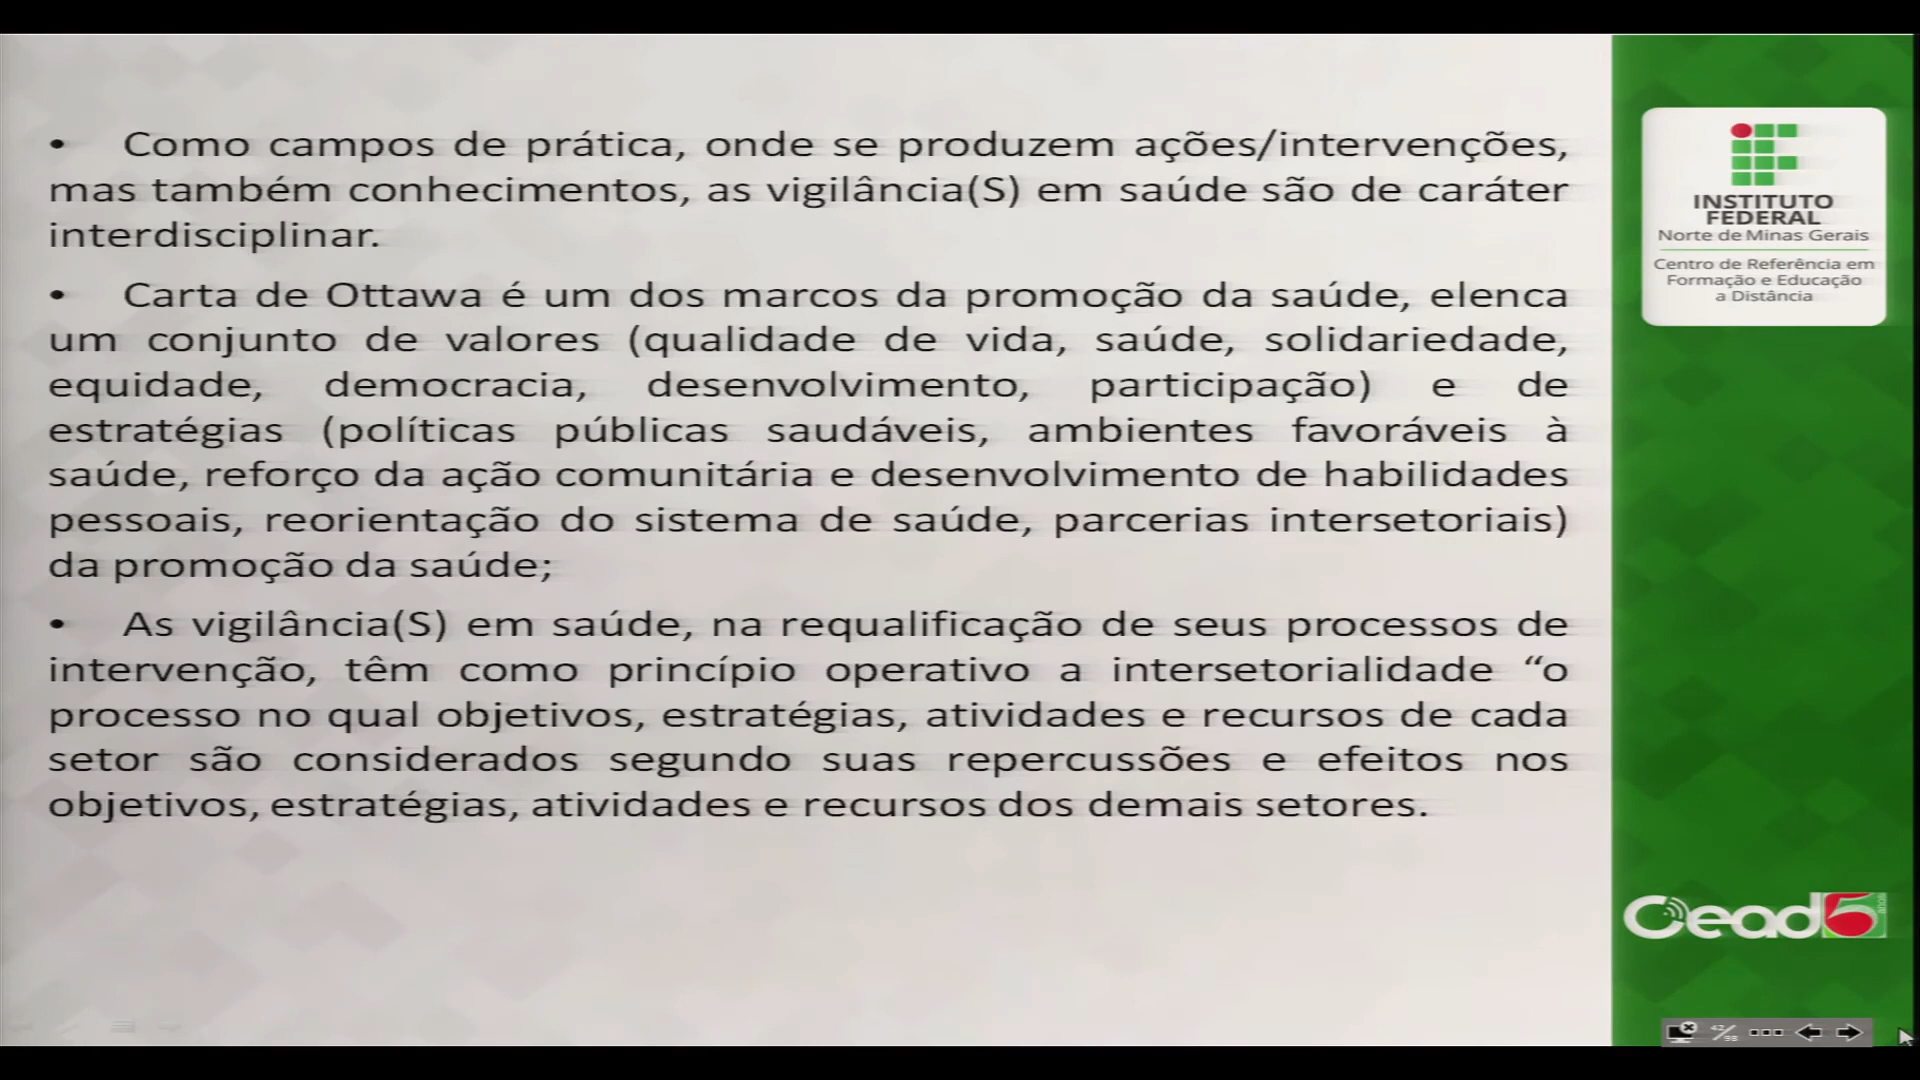 • Como campos de prática, onde se produzem ações/intervenções,
mas também conhecimentos, as vigilância(S) em saúde são de caráter
interdisciplinar.
• Carta de Ottawa é um dos marcos da promoção da saúde, elenca
um conjunto de valores (qualidade de vida, saúde, solidariedade,
equidade, democracia, desenvolvimento, participação) e de
estratégias (políticas públicas saudáveis, ambientes favoráveis à
saúde, reforço da ação comunitária e desenvolvimento de habilidades
pessoais, reorientação do sistema de saúde, parcerias intersetoriais)
da promoção da saúde;
• As vigilância(S) em saúde, na requalificação de seus processos de
intervenção, têm como princípio operativo a intersetorialidade “o
processo no qual objetivos, estratégias, atividades e recursos de cada
setor são considerados segundo suas repercussões e efeitos nos
objetivos, estratégias, atividades e recursos dos demais setores.
INSTITUTO
FEDERAL
Norte de Minas Gerais
Centro de Referência em
Formação e Educação
a Distância
Cead 5 anos
42/98